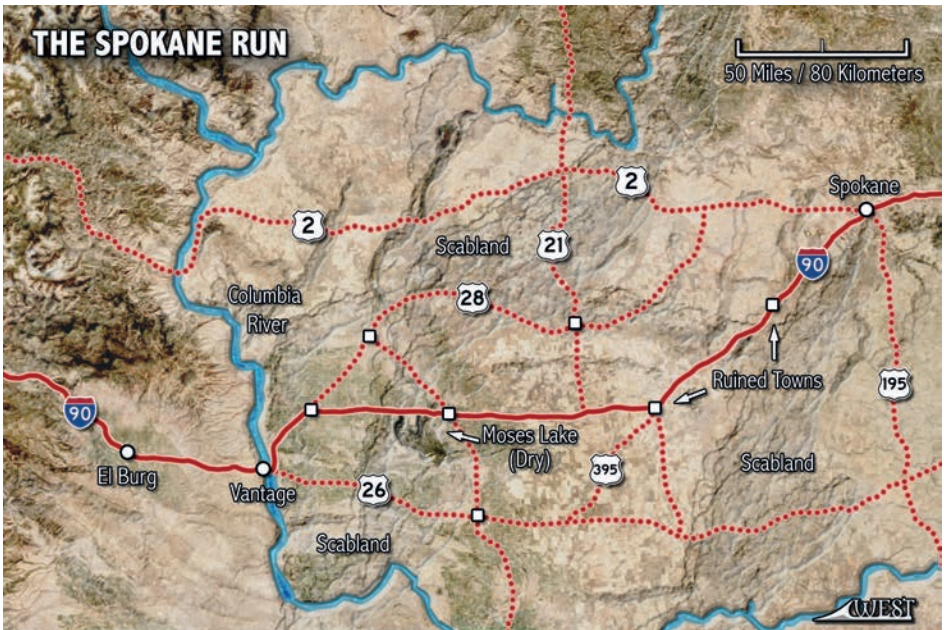 THE SPOKANE RUN
50 Miles / 80 Kilometers
2
Spokane
2
Scabland
21
90
Columbia
River
28
Ruined Towns
195
90
Moses Lake
(Dry)
El Burg
Vantage
26
395
Scabland
Scabland
WEST